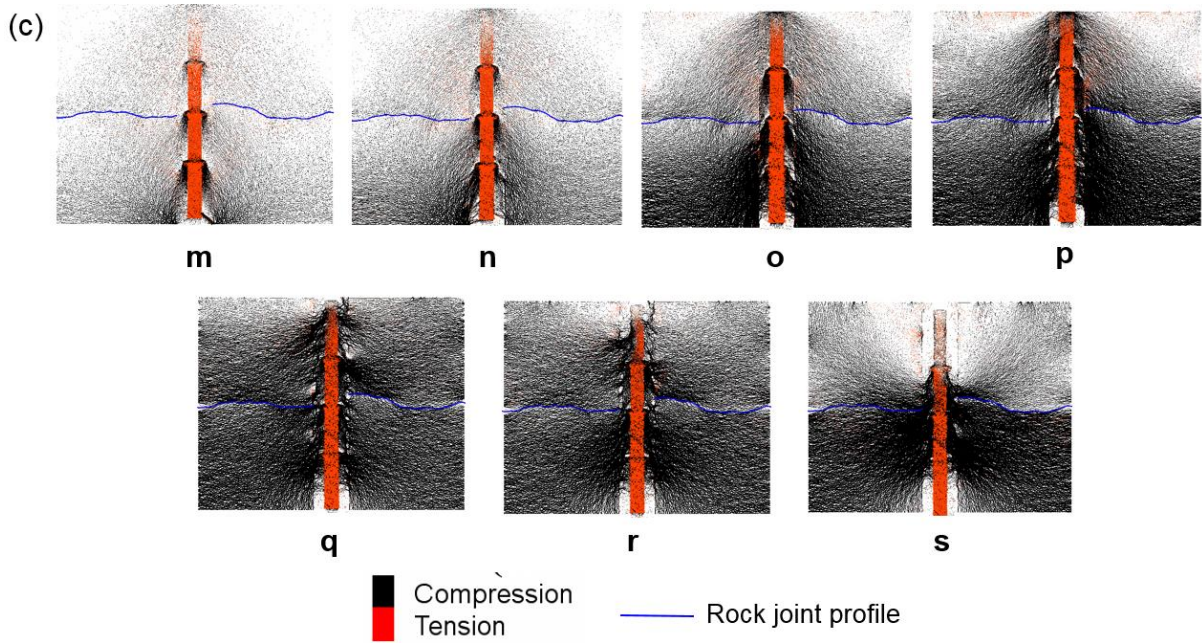 (c)
m n o p
q r s
Compression
Tension
Rock joint profile